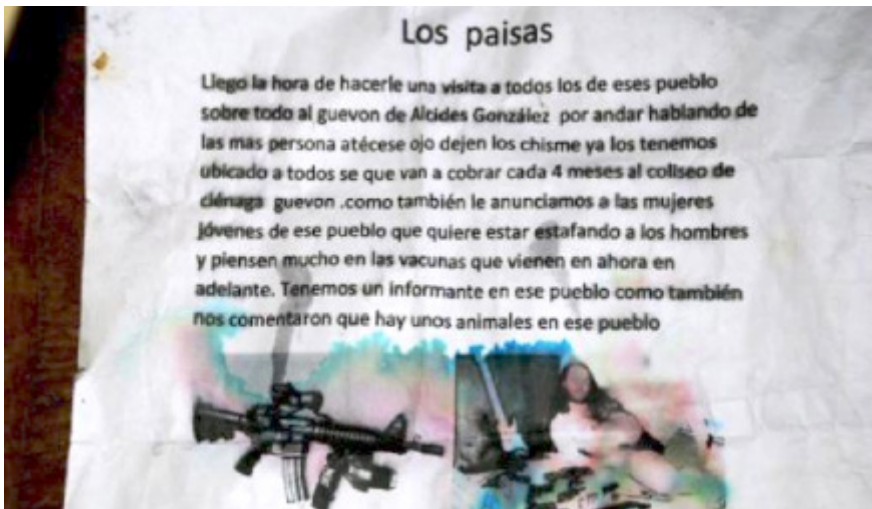 Los paisas
Llego la hora de hacerle una visita a todos los de eses pueblo
sobre todo al guevon de Alcides González por andar hablando de
las mas persona atécese ojo dejen los chisme ya los tenemos
ubicado a todos se que van a cobrar cada 4 meses al coliseo de
ciénaga guevon .como también le anunciamos a las mujeres
jóvenes de ese pueblo que quiere estar estafando a los hombres
y piensen mucho en las vacunas que vienen en ahora en
adelante. Tenemos un informante en ese pueblo como también
nos comentaron que hay unos animales en ese pueblo